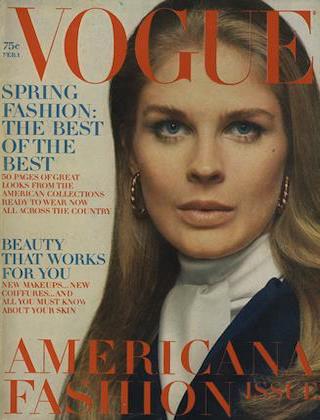 VOGUE
75¢
FEB.1
SPRING
FASHION:
THE BEST
OF THE
BEST
50 PAGES OF GREAT
LOOKS FROM THE
AMERICAN COLLECTIONS
READY TO WEAR NOW
ALL ACROSS THE COUNTRY
BEAUTY
THAT WORKS
FOR YOU
NEW MAKEUPS... NEW
COIFFURES... AND
ALL YOU MUST KNOW
ABOUT YOUR SKIN
AMERICANA
FASHION ISSUE